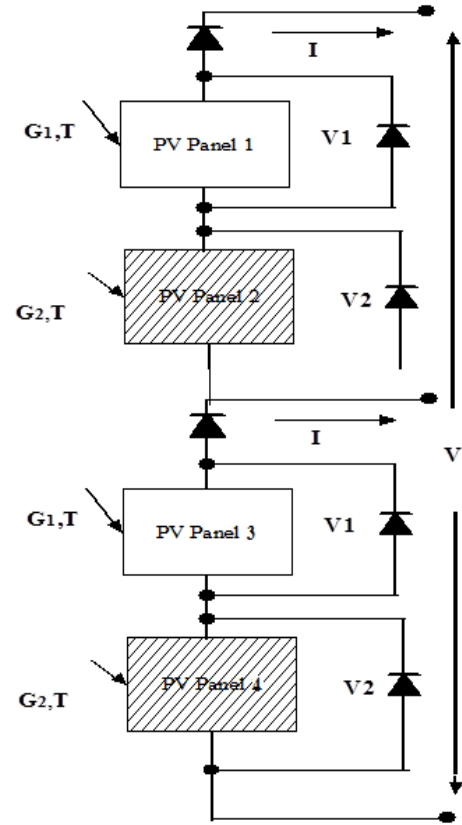 I
G1,T
PV Panel 1
V1
PV Panel 2
G2,T
V2
I
V
G1,T
PV Panel 3
V1
PV Panel 4
G2,T
V2